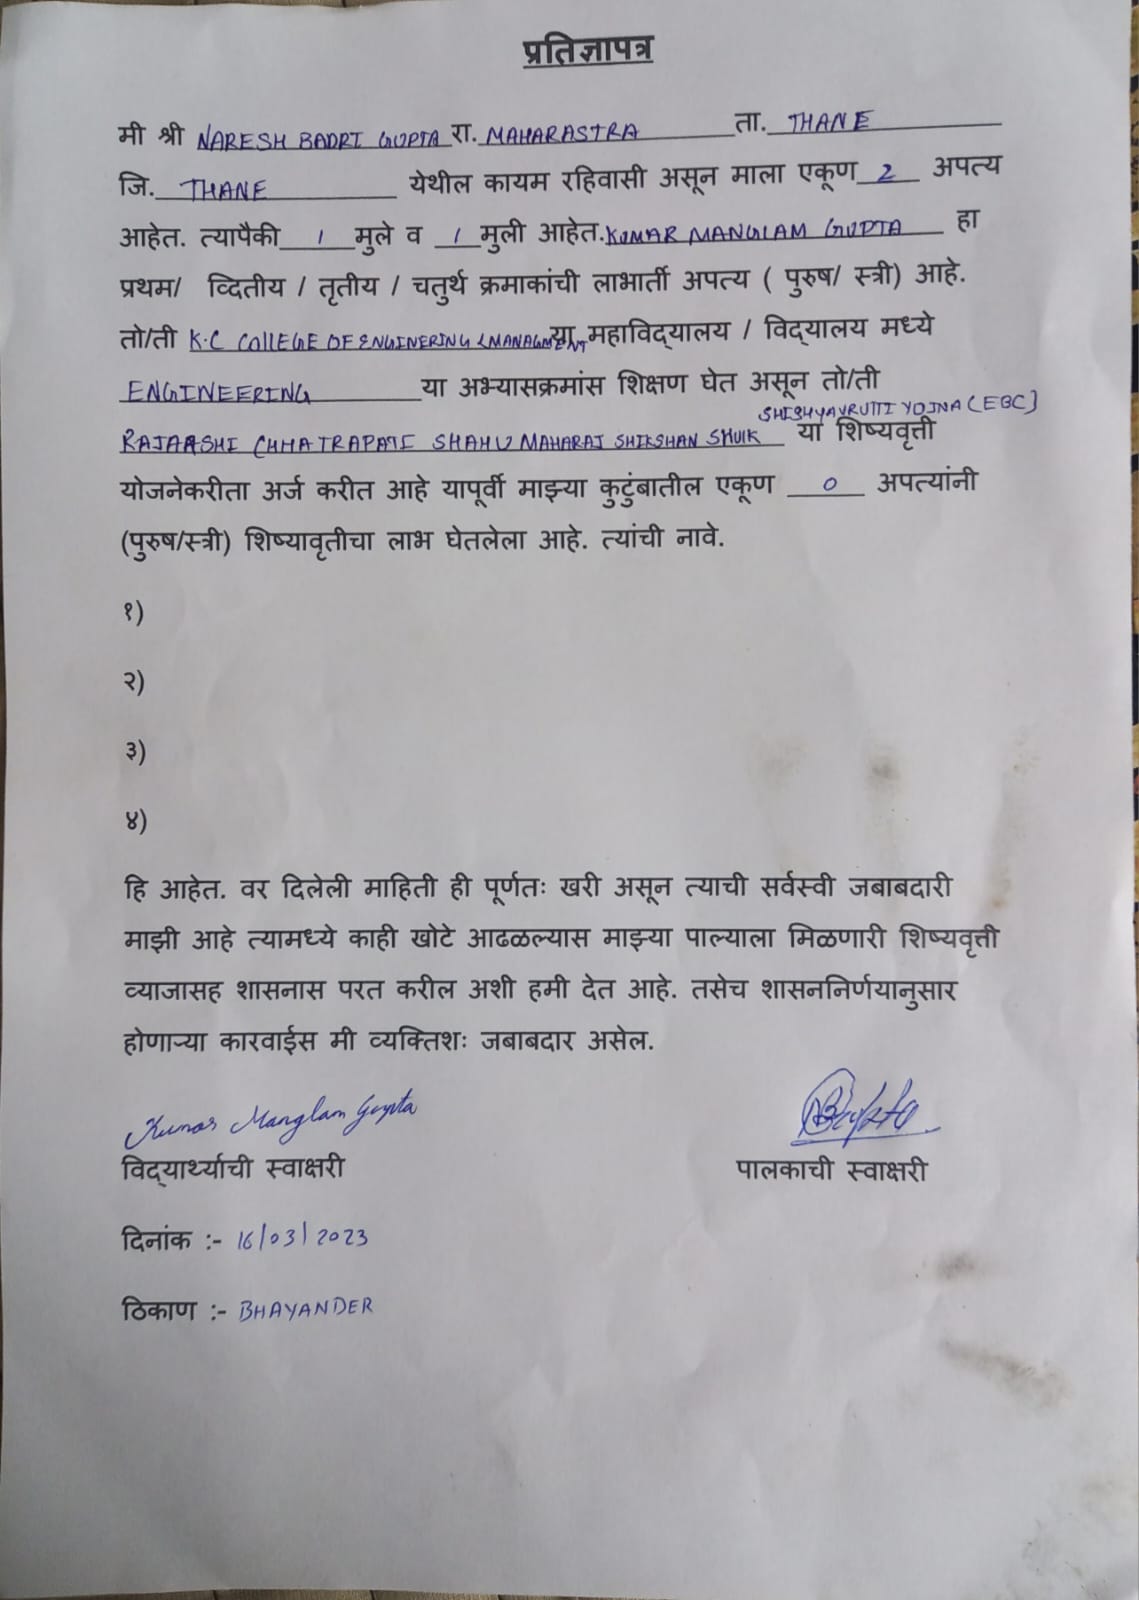 प्रतिज्ञापत्र
मी श्री NARESH BADRI GUPTA रा. MAHARASTRA ता. THANE
जि. THANE येथील कायम रहिवासी असून माला एकूण 2 अपत्य
आहेत. त्यापैकी 1 मुले व 1 मुली आहेत. KUMAR MANGLAM GUPTA हा
प्रथम/ व्दितीय / तृतीय / चतुर्थ क्रमाकांची लाभार्ती अपत्य ( पुरुष/ स्त्री) आहे.
तो/ती K.C COllEGE OF ENGINERING & MANAGMENT या महाविद्यालय / विद्यालय मध्ये
ENGINEERING या अभ्यासक्रमांस शिक्षण घेत असून तो/ती
SHISHYAVRUTTI YOJNA (EBC)
RAJAASHI CHHATRAPATI SHAHU MAHARAJ SHIKSHAN SHULK या शिष्यवृत्ती
योजनेकरीता अर्ज करीत आहे यापूर्वी माझ्या कुटुंबातील एकूण 0 अपत्यांनी
(पुरुष/स्त्री) शिष्यावृतीचा लाभ घेतलेला आहे. त्यांची नावे.
१)
२)
३)
४)
हि आहेत. वर दिलेली माहिती ही पूर्णतः खरी असून त्याची सर्वस्वी जबाबदारी
माझी आहे त्यामध्ये काही खोटे आढळल्यास माझ्या पाल्याला मिळणारी शिष्यवृत्ती
व्याजासह शासनास परत करील अशी हमी देत आहे. तसेच शासननिर्णयानुसार
होणाऱ्या कारवाईस मी व्यक्तिशः जबाबदार असेल.
Kumar Manglam Gupta
विद्यार्थ्याची स्वाक्षरी पालकाची स्वाक्षरी
दिनांक :- 16/03/2023
ठिकाण :- BHAYANDER